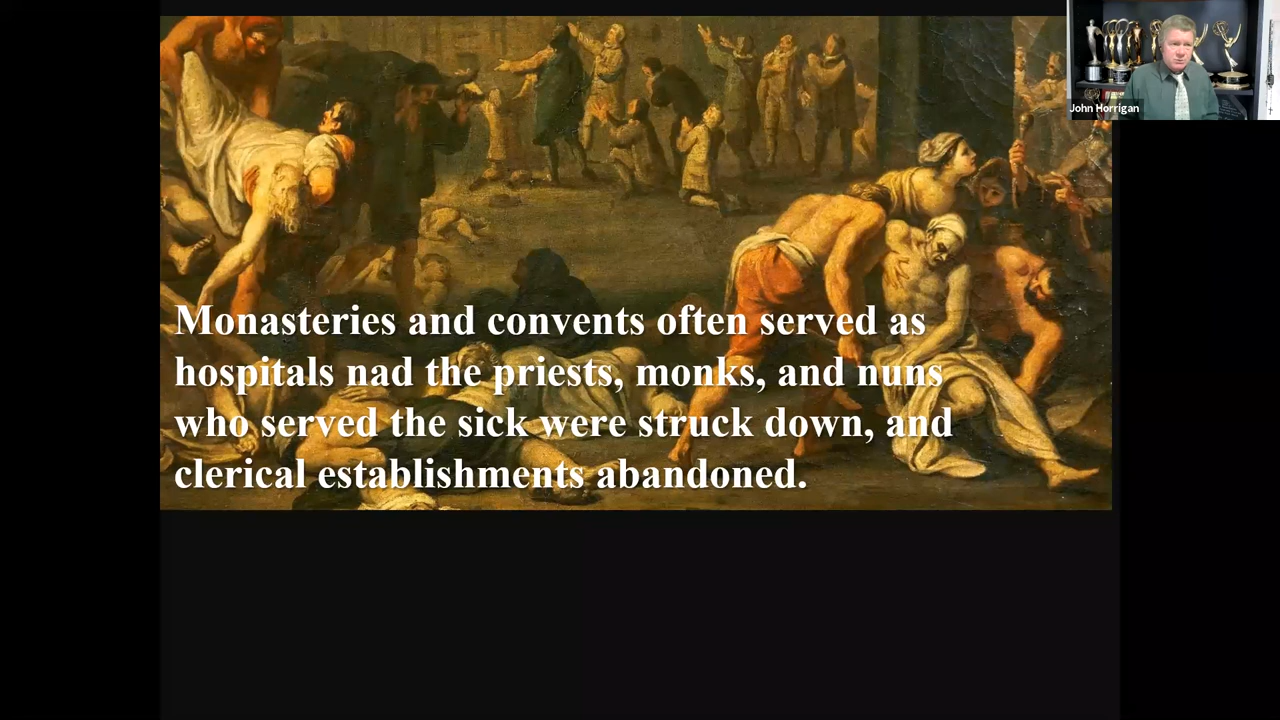 John Horrigan
Monasteries and convents often served as
hospitals nad the priests, monks, and nuns
who served the sick were struck down, and
clerical establishments abandoned.